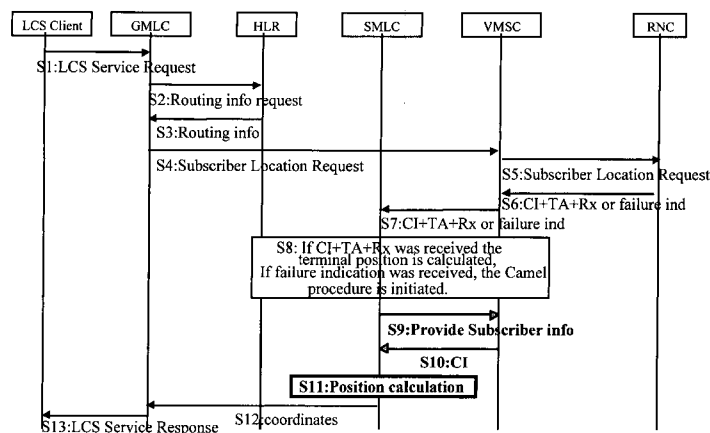 LCS Client
GMLC
HLR
SMLC
VMSC
RNC
S1:LCS Service Request
S2:Routing info request
S3:Routing info
S4:Subscriber Location Request
S5:Subscriber Location Request
S6:CI+TA+Rx or failure ind
S7:CI+TA+Rx or failure ind
S8: If CI+TA+Rx was received the
terminal position is calculated,
If failure indication was received, the Camel
procedure is initiated.
S9:Provide Subscriber info
S10:CI
S11:Position calculation
S12:coordinates
S13:LCS Service Response